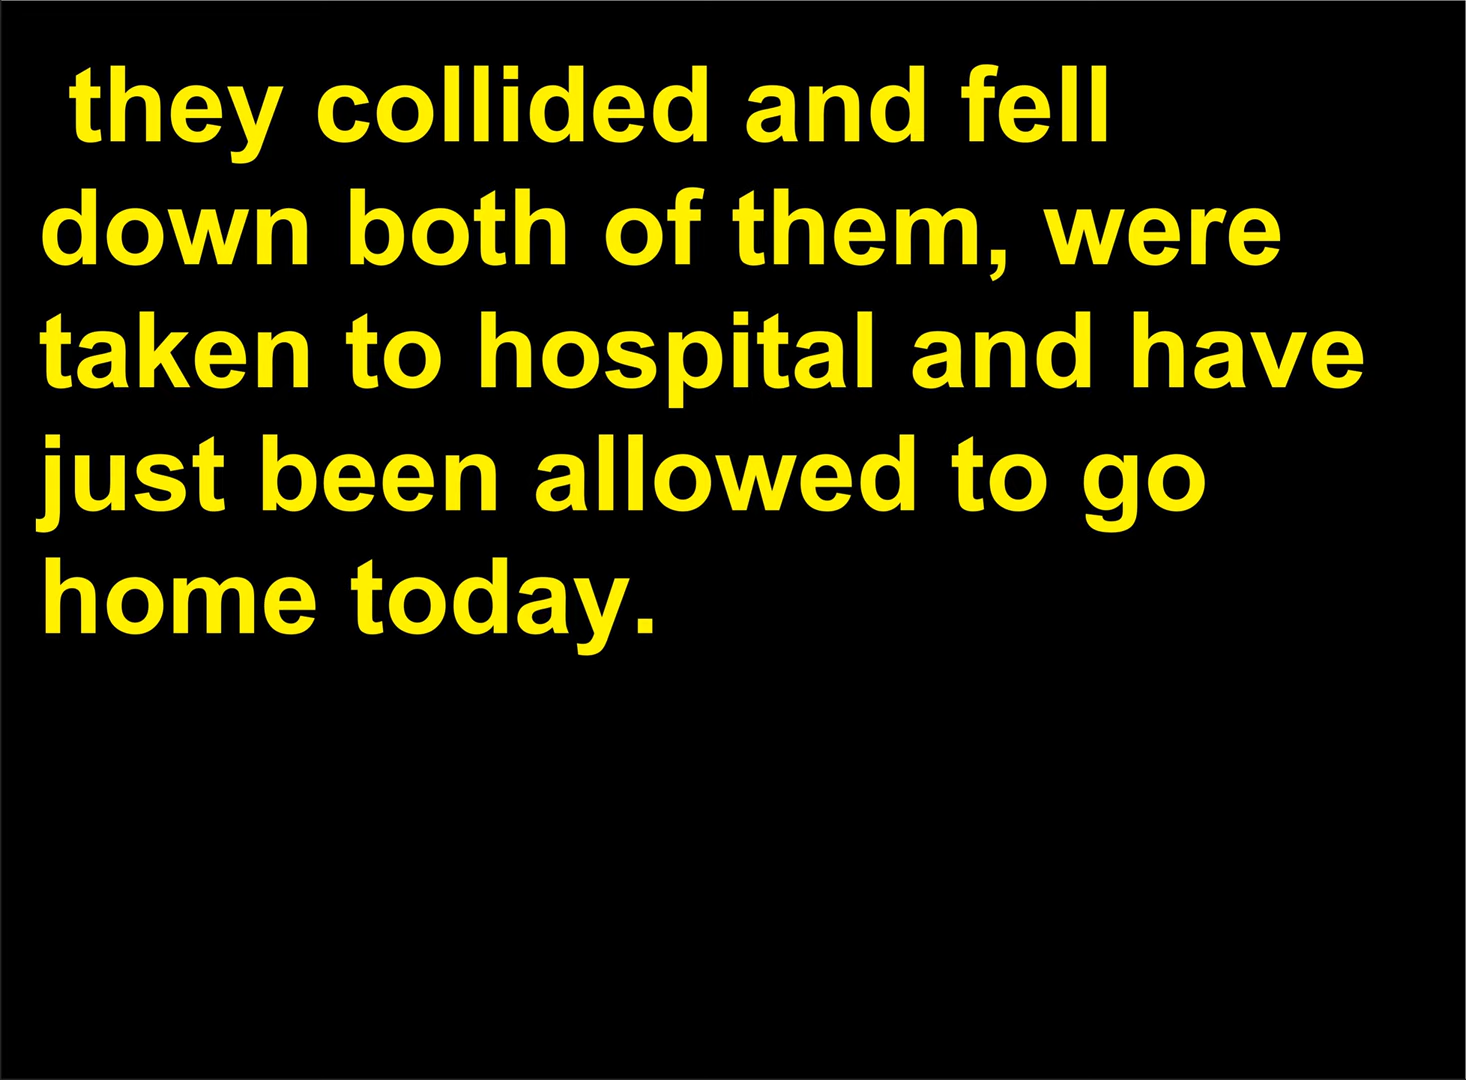 they collided and fell
down both of them, were
taken to hospital and have
just been allowed to go
home today.